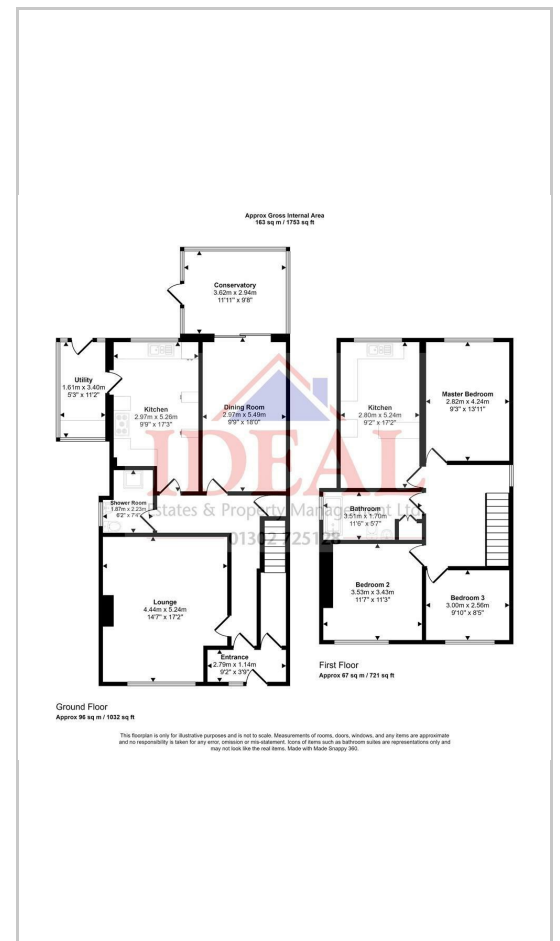 Approx Gross Internal Area
163 sq m / 1753 sq ft
Conservatory
3.62m x 2.94m
11'11" x 9'8"
Utility
1.61m x 3.40m
5'3" x 11'2"
Kitchen
2.97m x 5.26m
9'9" x 17'3"
Dining Room
2.97m x 5.49m
9'9" x 18'0"
Kitchen
2.80m x 5.24m
9'2" x 17'2"
Master Bedroom
2.82m x 4.24m
9'3" x 13'11"
IDEAL
Estates & Property Management Ltd
01302 725128
Shower Room
1.87m x 2.23m
6'2" x 7'4"
Bathroom
3.51m x 1.70m
11'6" x 5'7"
Lounge
4.44m x 5.24m
14'7" x 17'2"
Bedroom 2
3.53m x 3.43m
11'7" x 11'3"
Bedroom 3
3.00m x 2.56m
9'10" x 8'5"
Entrance
2.79m x 1.14m
9'2" x 3'9"
First Floor
Approx 67 sq m / 721 sq ft
Ground Floor
Approx 96 sq m / 1032 sq ft
This floorplan is only for illustrative purposes and is not to scale. Measurements of rooms, doors, windows, and any items are approximate
and no responsibility is taken for any error, omission or mis-statement. Icons of items such as bathroom suites are representations only and
may not look like the real items. Made with Made Snappy 360.